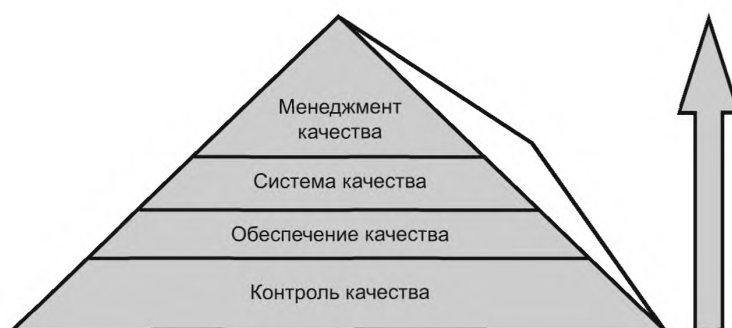 Менеджмент
качества
Система качества
Обеспечение качества
Контроль качества